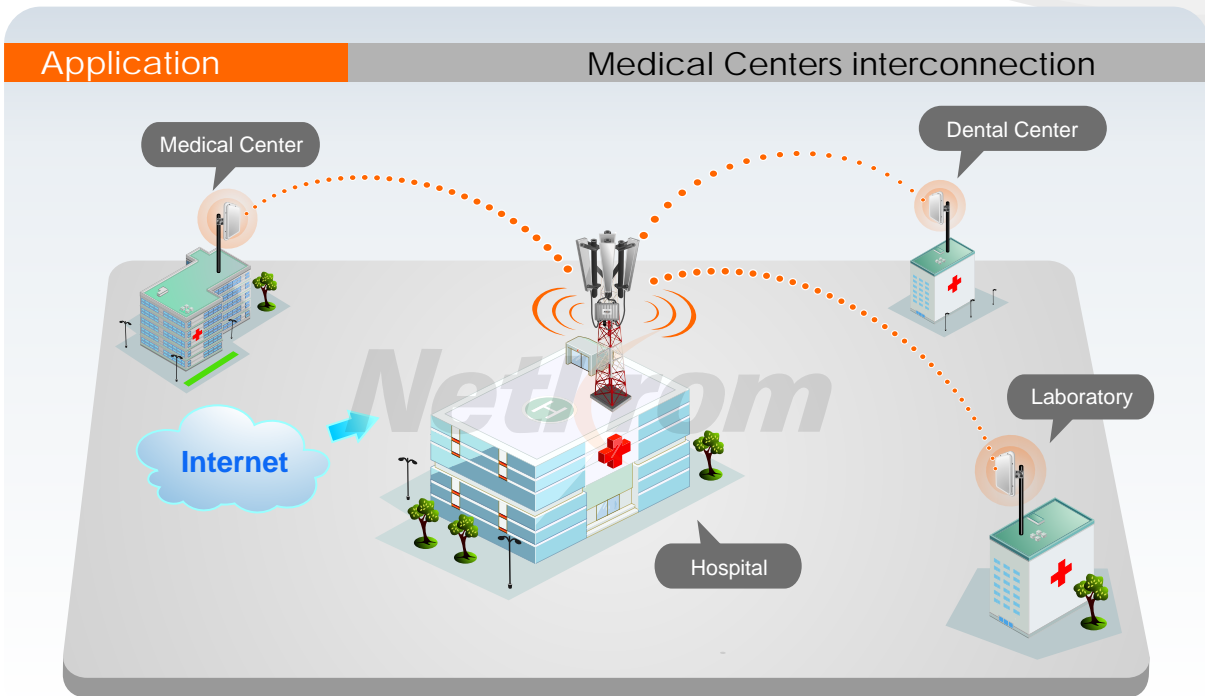 Application
Medical Centers interconnection
Medical Center
Dental Center
Laboratory
Netkrom
Internet
Hospital
H